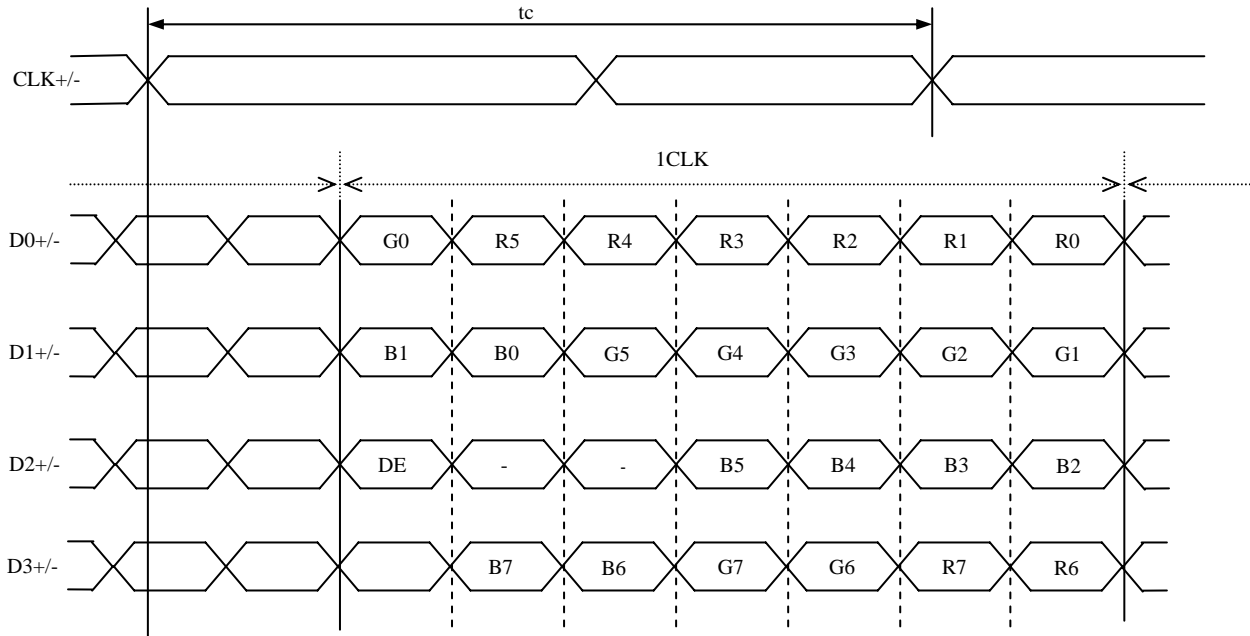 tc
CLK+/-
1CLK
D0+/- G0 R5 R4 R3 R2 R1 R0
D1+/- B1 B0 G5 G4 G3 G2 G1
D2+/- DE - - B5 B4 B3 B2
D3+/- B7 B6 G7 G6 R7 R6